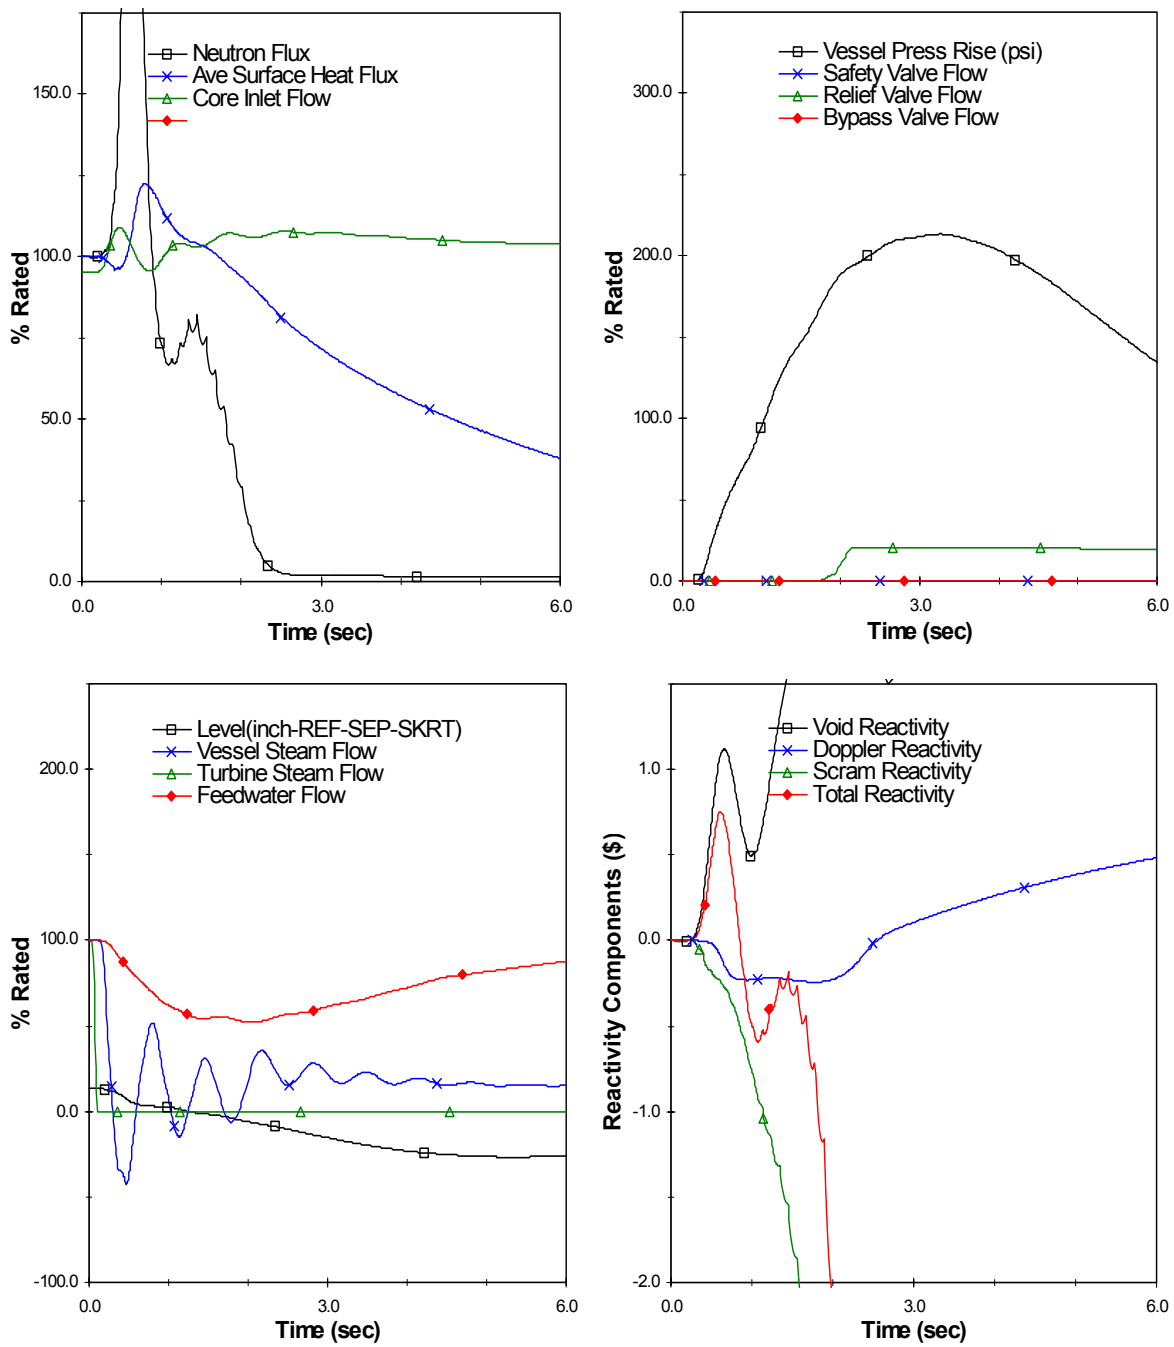 Neutron Flux
Ave Surface Heat Flux
Core Inlet Flow
150.0
100.0
50.0
0.0
% Rated
0.0
3.0
6.0
Time (sec)
Vessel Press Rise (psi)
Safety Valve Flow
Relief Valve Flow
Bypass Valve Flow
300.0
200.0
100.0
0.0
% Rated
0.0
3.0
6.0
Time (sec)
Level(inch-REF-SEP-SKRT)
Vessel Steam Flow
Turbine Steam Flow
Feedwater Flow
200.0
100.0
0.0
-100.0
% Rated
0.0
3.0
6.0
Time (sec)
Void Reactivity
Doppler Reactivity
Scram Reactivity
Total Reactivity
1.0
0.0
-1.0
-2.0
Reactivity Components ($)
0.0
3.0
6.0
Time (sec)